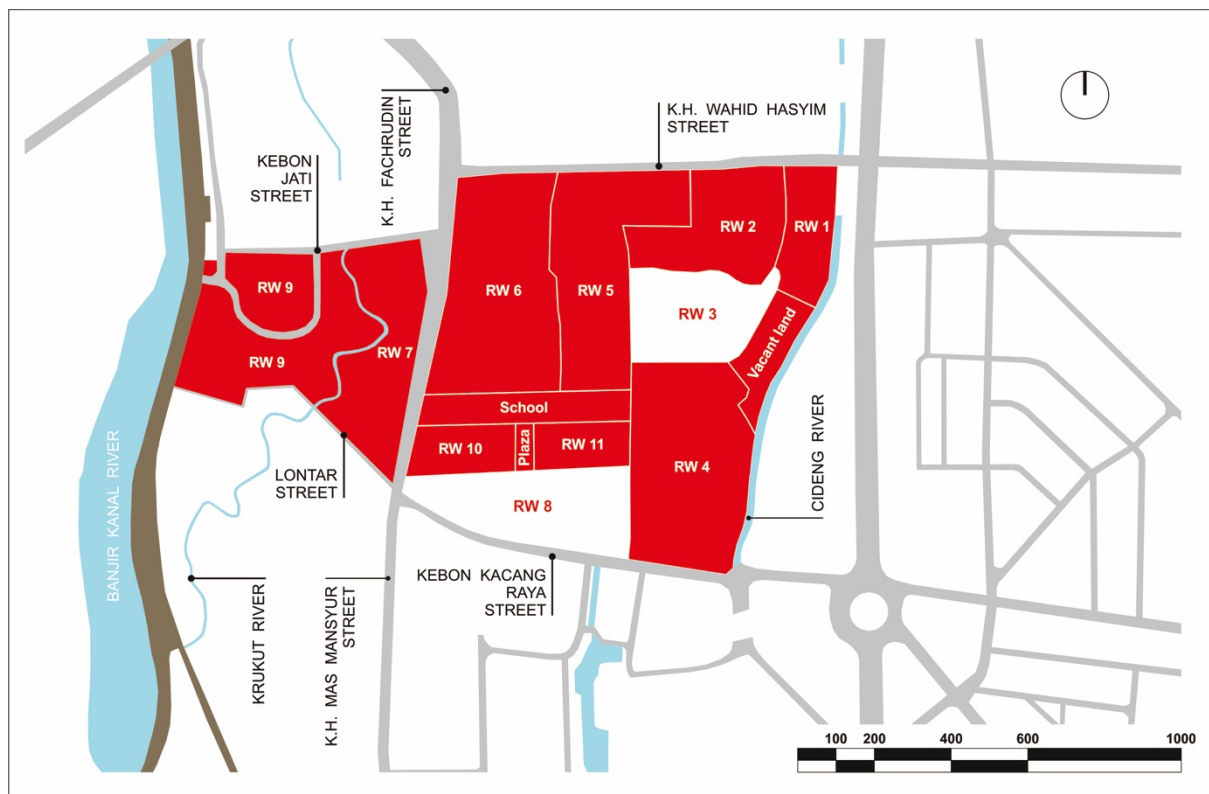 K.H. FACHRUDIN
STREET
K.H. WAHID HASYIM
STREET
KEBON
JATI
STREET
RW 9
RW 9
RW 7
RW 6
RW 5
RW 2
RW 1
RW 3
Vacant land
School
RW 10
Plaza
RW 11
RW 4
RW 8
LONTAR
STREET
CIDENG RIVER
BANJIR KANAL RIVER
KRUKUT RIVER
K.H. MAS MANSYUR
STREET
KEBON KACANG
RAYA
STREET
100 200 400 600 1000